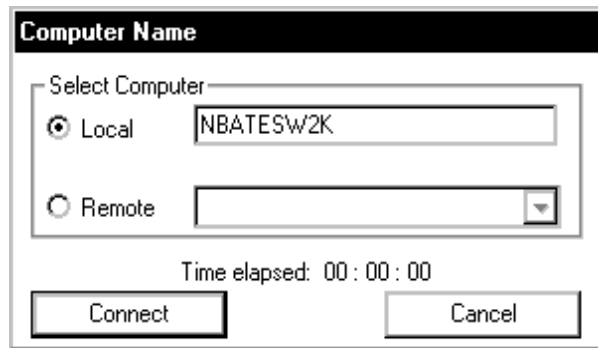 Computer Name
Select Computer
Local NBATESW2K
Remote
Time elapsed: 00 : 00 : 00
Connect Cancel